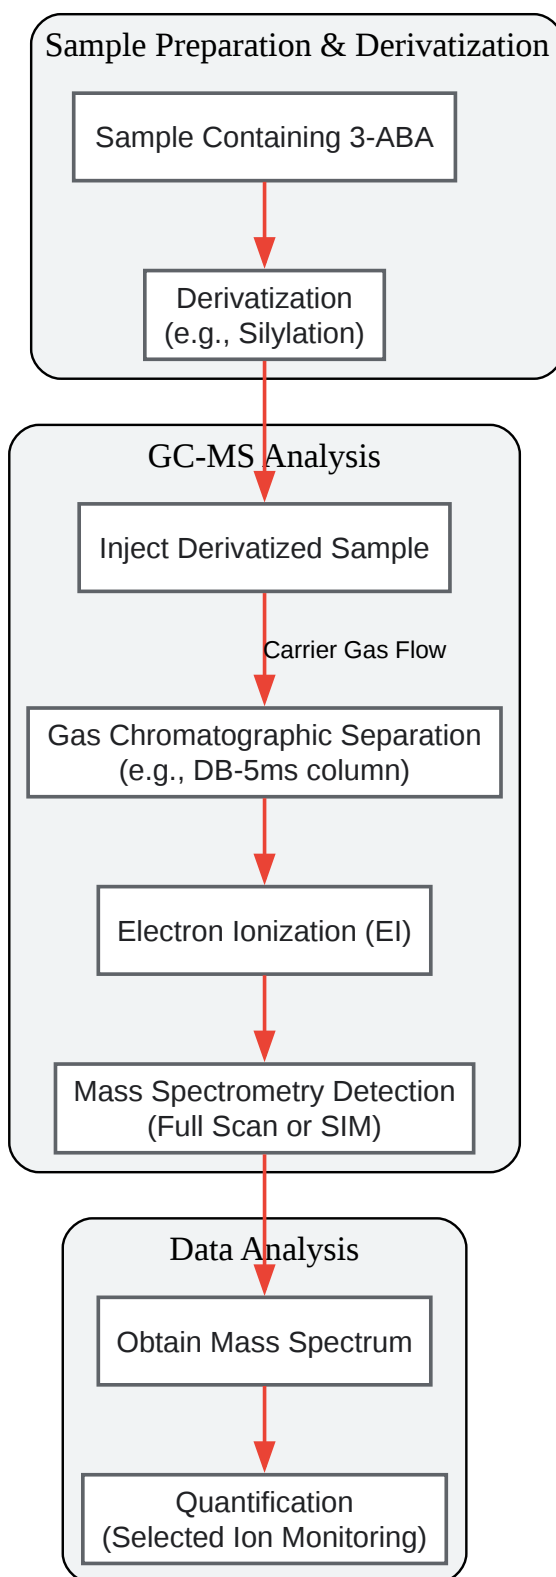 Sample Preparation & Derivatization
Sample Containing 3-ABA
Derivatization
(e.g., Silylation)
GC-MS Analysis
Inject Derivatized Sample
Carrier Gas Flow
Gas Chromatographic Separation
(e.g., DB-5ms column)
Electron Ionization (EI)
Mass Spectrometry Detection
(Full Scan or SIM)
Data Analysis
Obtain Mass Spectrum
Quantification
(Selected Ion Monitoring)